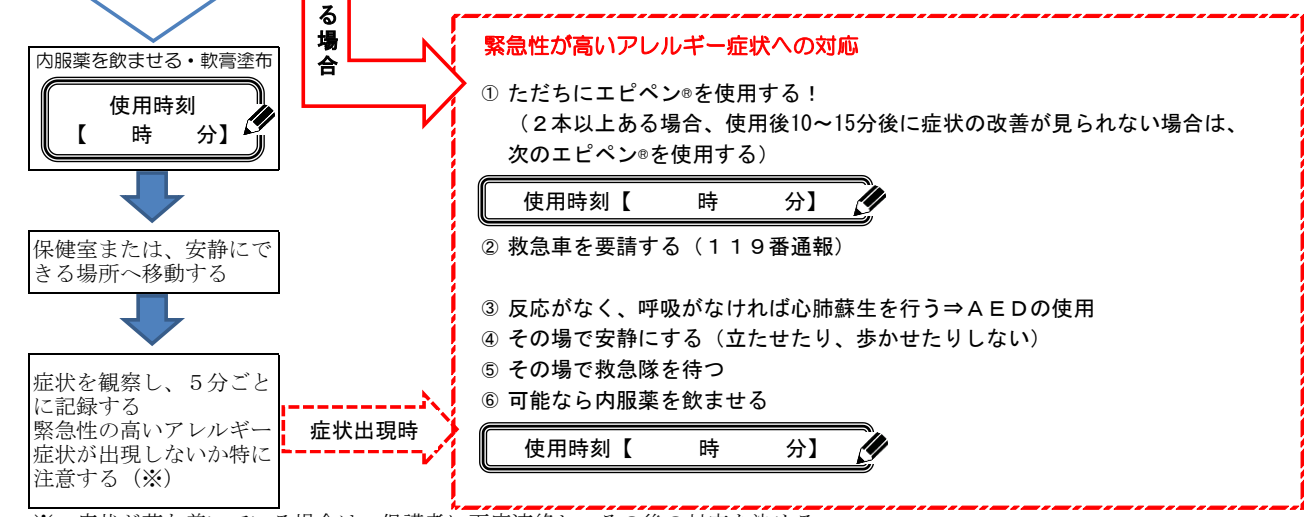 る
場
合
内服薬を飲ませる・軟膏塗布
使用時刻
【　　時　　分】
保健室または、安静にで
きる場所へ移動する
症状を観察し、５分ごと
に記録する
緊急性の高いアレルギー
症状が出現しないか特に
注意する（※）
症状出現時
緊急性が高いアレルギー症状への対応
① ただちにエピペン®を使用する！
（２本以上ある場合、使用後10～15分後に症状の改善が見られない場合は、
次のエピペン®を使用する）
使用時刻【　　時　　分】
② 救急車を要請する（１１９番通報）
③ 反応がなく、呼吸がなければ心肺蘇生を行う⇒ＡＥＤの使用
④ その場で安静にする（立たせたり、歩かせたりしない）
⑤ その場で救急隊を待つ
⑥ 可能なら内服薬を飲ませる
使用時刻【　　時　　分】